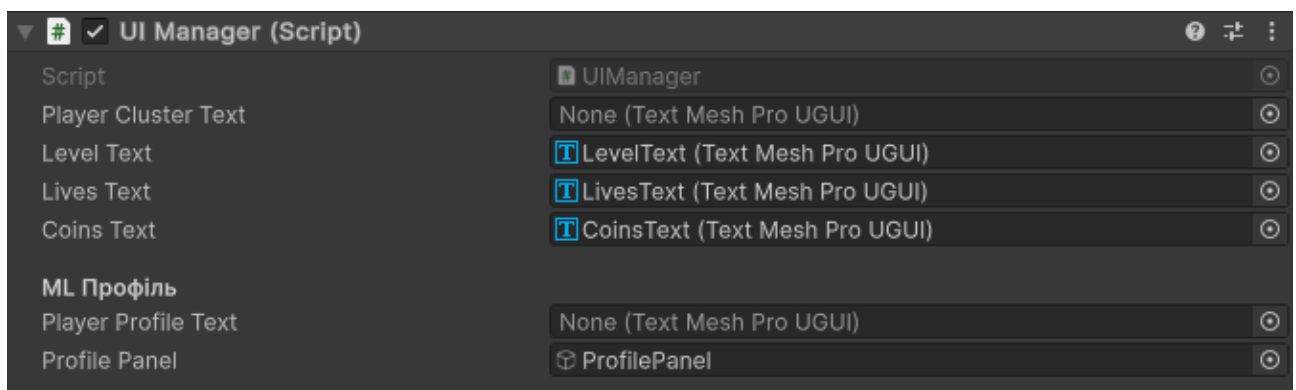 UI Manager (Script)
Script UIManager
Player Cluster Text None (Text Mesh Pro UGUI)
Level Text LevelText (Text Mesh Pro UGUI)
Lives Text LivesText (Text Mesh Pro UGUI)
Coins Text CoinsText (Text Mesh Pro UGUI)
ML Профіль
Player Profile Text None (Text Mesh Pro UGUI)
Profile Panel ProfilePanel